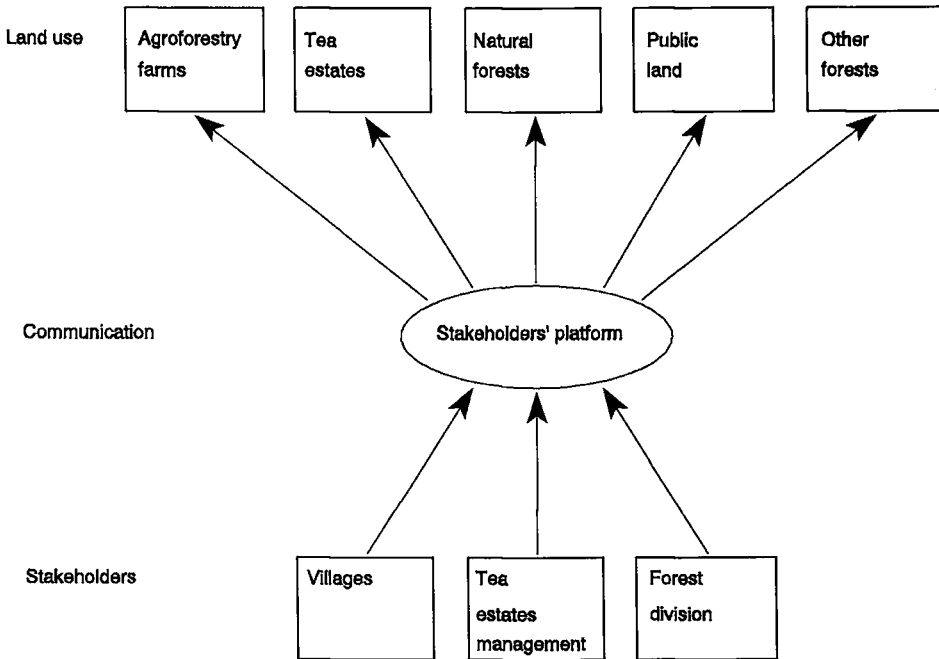 Land use
Agroforestry
farms
Tea
estates
Natural
forests
Public
land
Other
forests
Communication
Stakeholders' platform
Stakeholders
Villages
Tea
estates
management
Forest
division